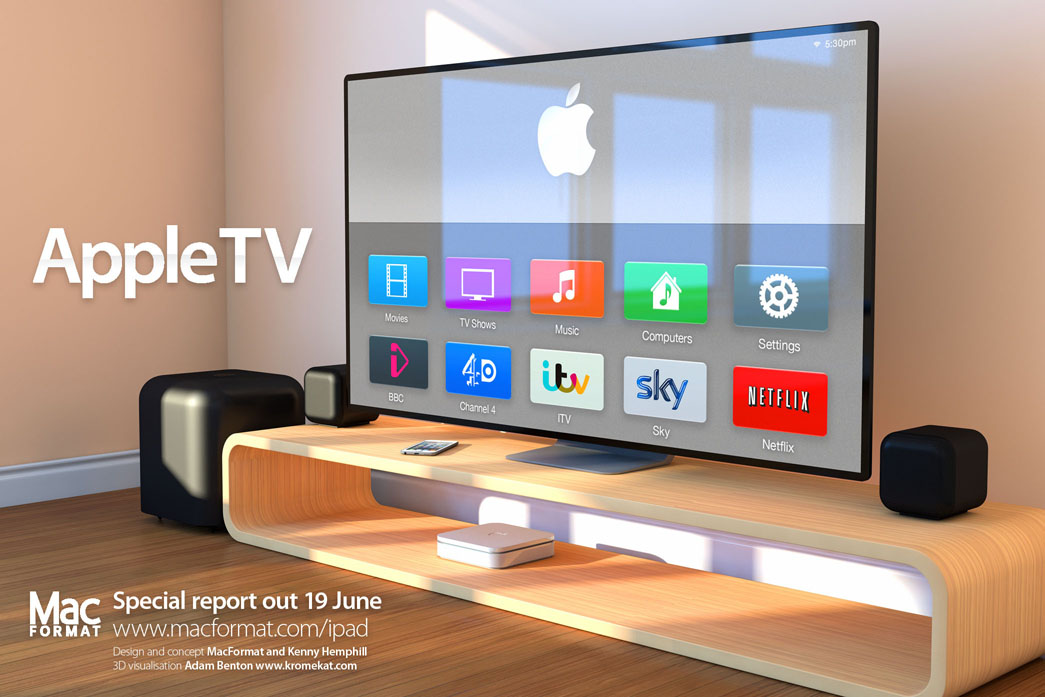 5:30pm
AppleTV
Movies
TV Shows
Music
Computers
Settings
4D
itv
sky
NETFLIX
BBC
Channel 4
ITV
Sky
Netflix
Mac
FORMAT
Special report out 19 June
www.macformat.com/ipad
Design and concept MacFormat and Kenny Hemphill
3D visualisation Adam Benton www.kromekat.com